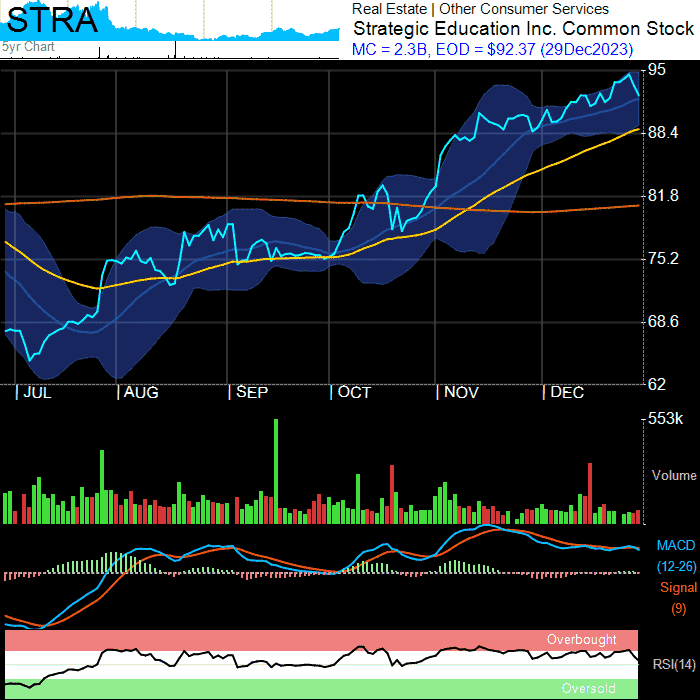 STRA
5yr Chart
Real Estate | Other Consumer Services
Strategic Education Inc. Common Stock
MC = 2.3B, EOD = $92.37 (29Dec2023)
95
88.4
81.8
75.2
68.6
62
|JUL |AUG |SEP |OCT |NOV |DEC
553k
Volume
MACD
(12-26)
Signal
(9)
Overbought
RSI(14)
Oversold